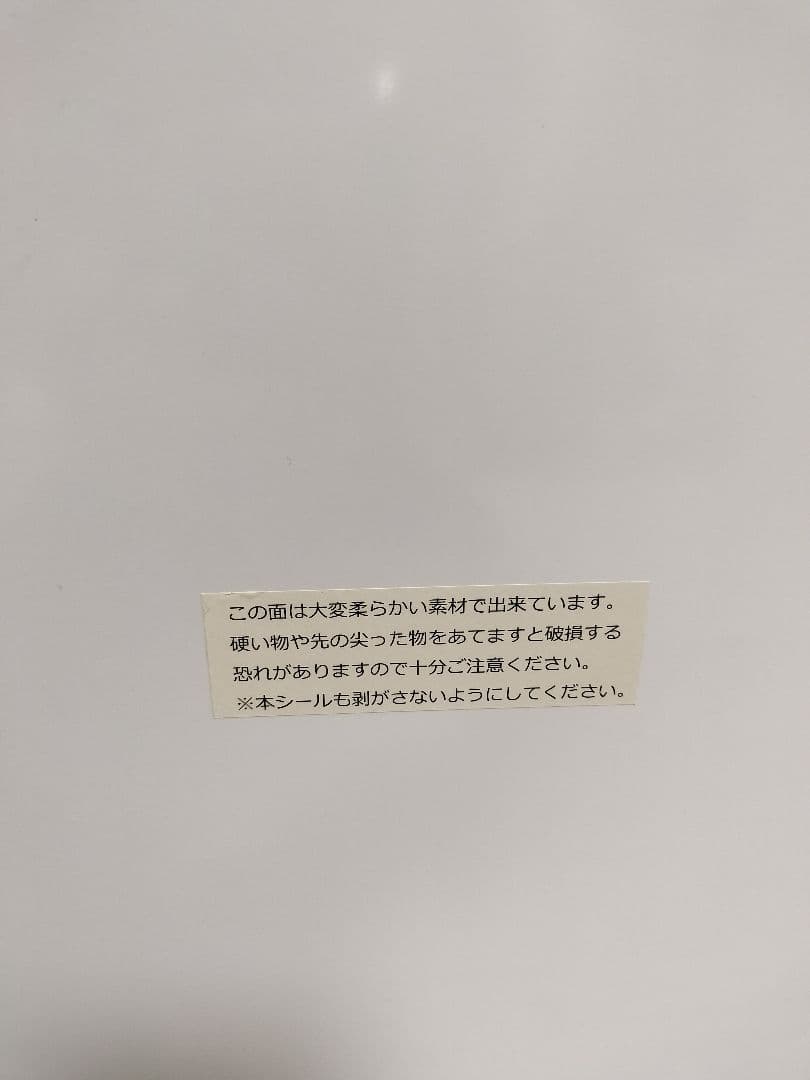 この面は大変柔らかい素材で出来ています。
硬い物や先の尖った物をあてますと破損する
恐れがありますので十分ご注意ください。
※本シールも剥がさないようにしてください。